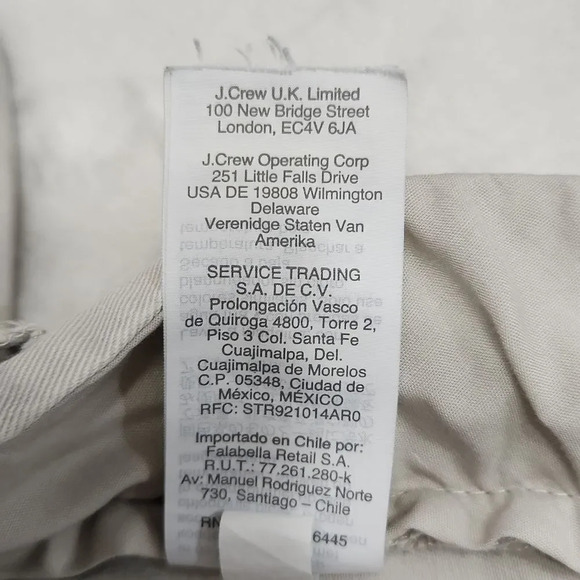 J.Crew U.K. Limited
100 New Bridge Street
London, EC4V 6JA
J.Crew Operating Corp
251 Little Falls Drive
USA DE 19808 Wilmington
Delaware
Verenidge Staten Van
Amerika
SERVICE TRADING
S.A. DE C.V.
Prolongación Vasco
de Quiroga 4800, Torre 2,
Piso 3 Col. Santa Fe
Cuajimalpa, Del.
Cuajimalpa de Morelos
C.P. 05348, Ciudad de
México, MÉXICO
RFC: STR921014AR0
Importado en Chile por:
Falabella Retail S.A.
R.U.T.: 77.261.280-k
Av: Manuel Rodriguez Norte
730, Santiago – Chile
RN 6445